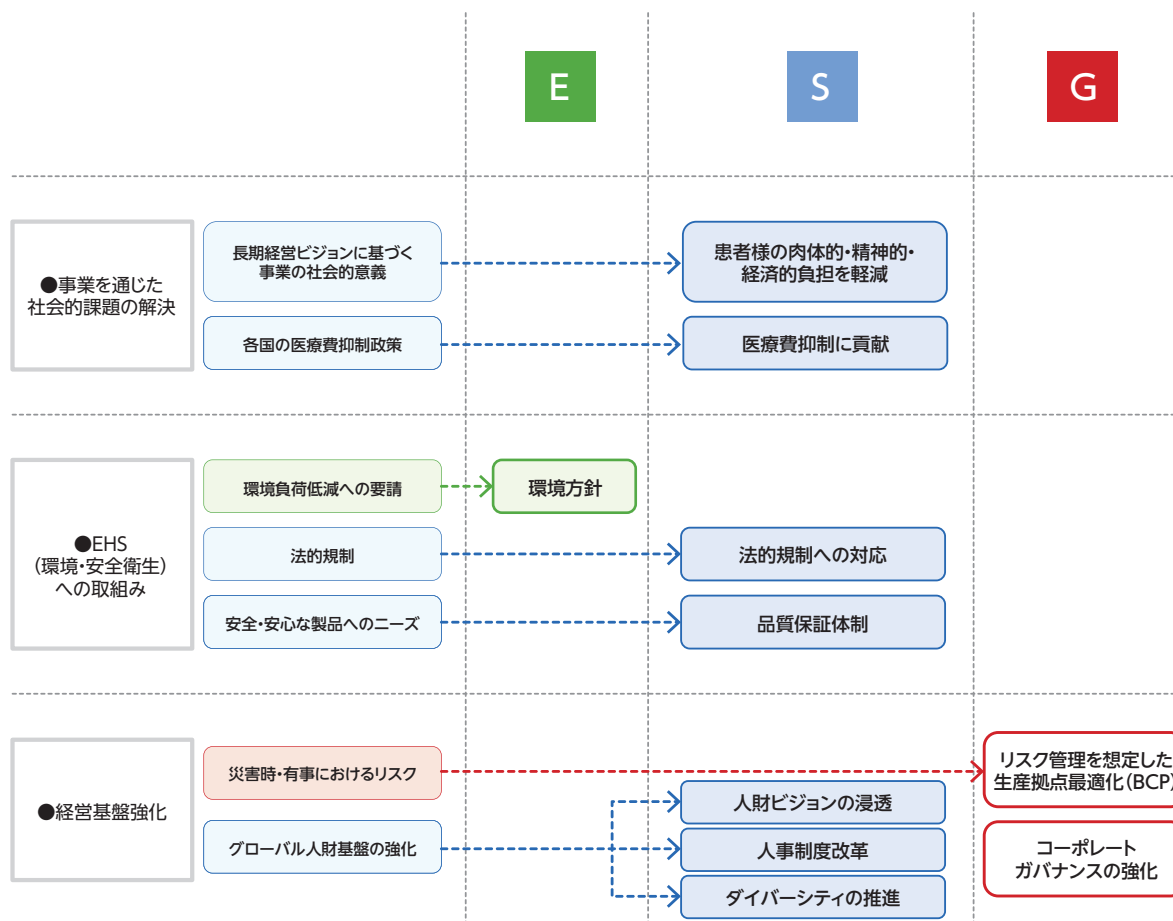 E
S
G
●事業を通じた
社会的課題の解決
長期経営ビジョンに基づく
事業の社会的意義
患者様の肉体的・精神的・
経済的負担を軽減
各国の医療費抑制政策
医療費抑制に貢献
●EHS
(環境・安全衛生)
への取組み
環境負荷低減への要請
環境方針
法的規制
法的規制への対応
安全・安心な製品へのニーズ
品質保証体制
●経営基盤強化
災害時・有事におけるリスク
リスク管理を想定した
生産拠点最適化(BCP)
グローバル人財基盤の強化
人財ビジョンの浸透
人事制度改革
ダイバーシティの推進
コーポレート
ガバナンスの強化